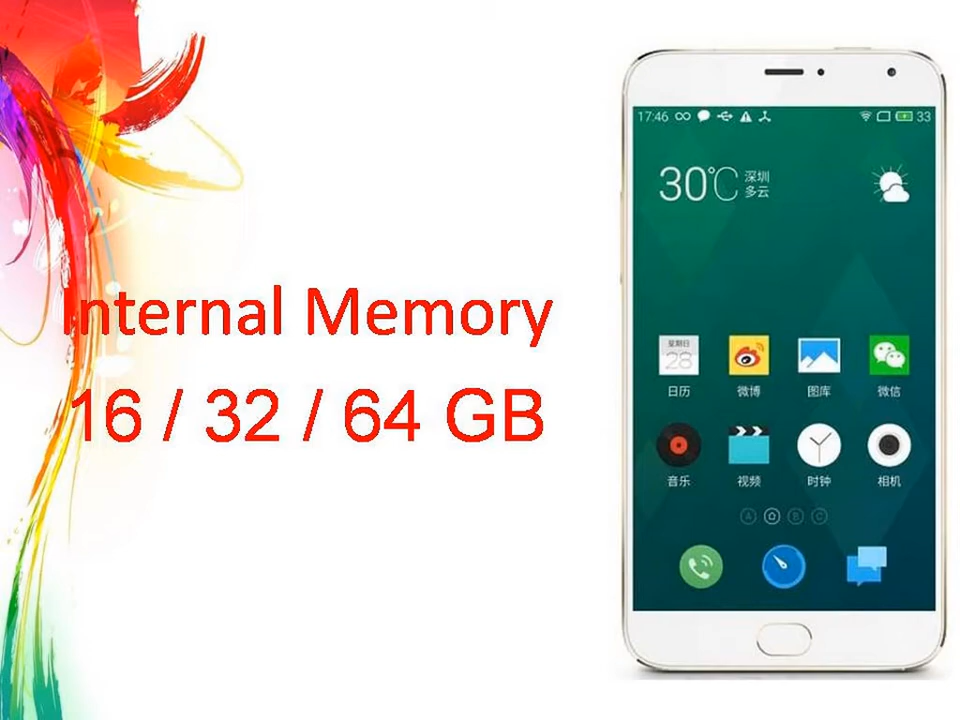 Internal Memory
16 / 32 / 64 GB
17:46
33
30℃ 深圳
多云
星期日
28
日历 微博 图库 微信
音乐 视频 时钟 相机
A B C